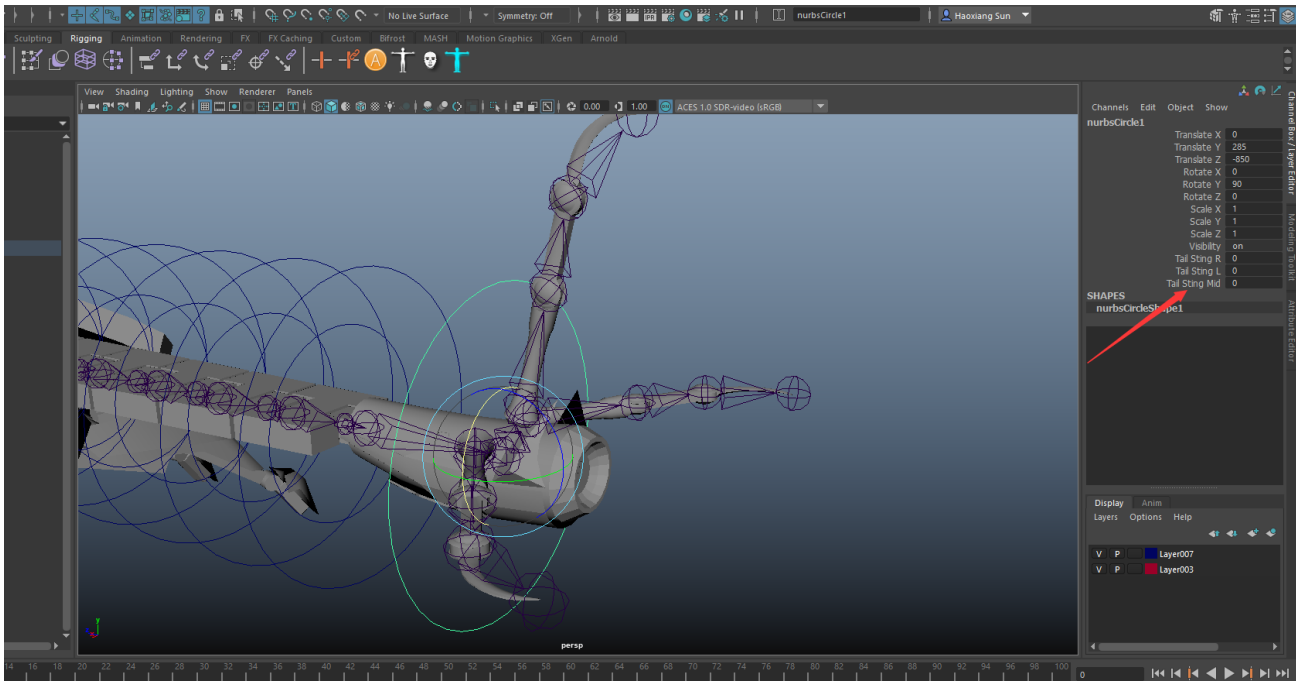 No Live Surface
Symmetry: Off
nurbsCircle1
Haoxiang Sun
Sculpting Rigging Animation Rendering FX FX Caching Custom Bifrost MASH Motion Graphics XGen Arnold
View Shading Lighting Show Renderer Panels
0.00 1.00 ACES 1.0 SDR-video (sRGB)
Channels Edit Object Show
nurbsCircle1
Translate X 0
Translate Y 285
Translate Z -850
Rotate X 0
Rotate Y 90
Rotate Z 0
Scale X 1
Scale Y 1
Scale Z 1
Visibility on
Tail Sting R 0
Tail Sting L 0
Tail Sting Mid 0
SHAPES
nurbsCircleShape1
Channel Box / Layer Editor
Modeling Toolkit
Attribute Editor
Display Anim
Layers Options Help
V P Layer007
V P Layer003
y
persp
14 16 18 20 22 24 26 28 30 32 34 36 38 40 42 44 46 48 50 52 54 56 58 60 62 64 66 68 70 72 74 76 78 80 82 84 86 88 90 92 94 96 98 100
0